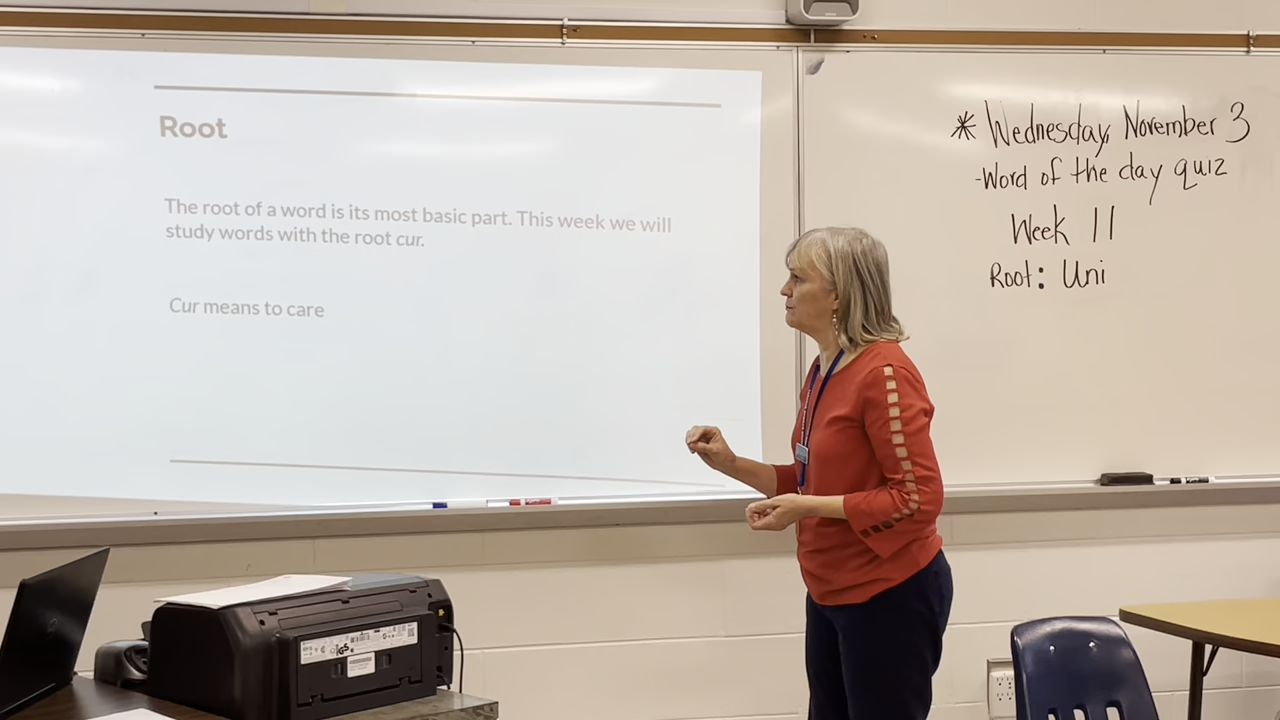 Root
The root of a word is its most basic part. This week we will
study words with the root cur.
Cur means to care
* Wednesday, November 3
-Word of the day quiz
Week 11
Root: Uni